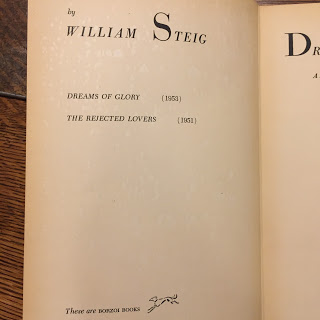 by
WILLIAM STEIG
DREAMS OF GLORY (1953)
THE REJECTED LOVERS (1951)
These are BORZOI BOOKS
DR
A